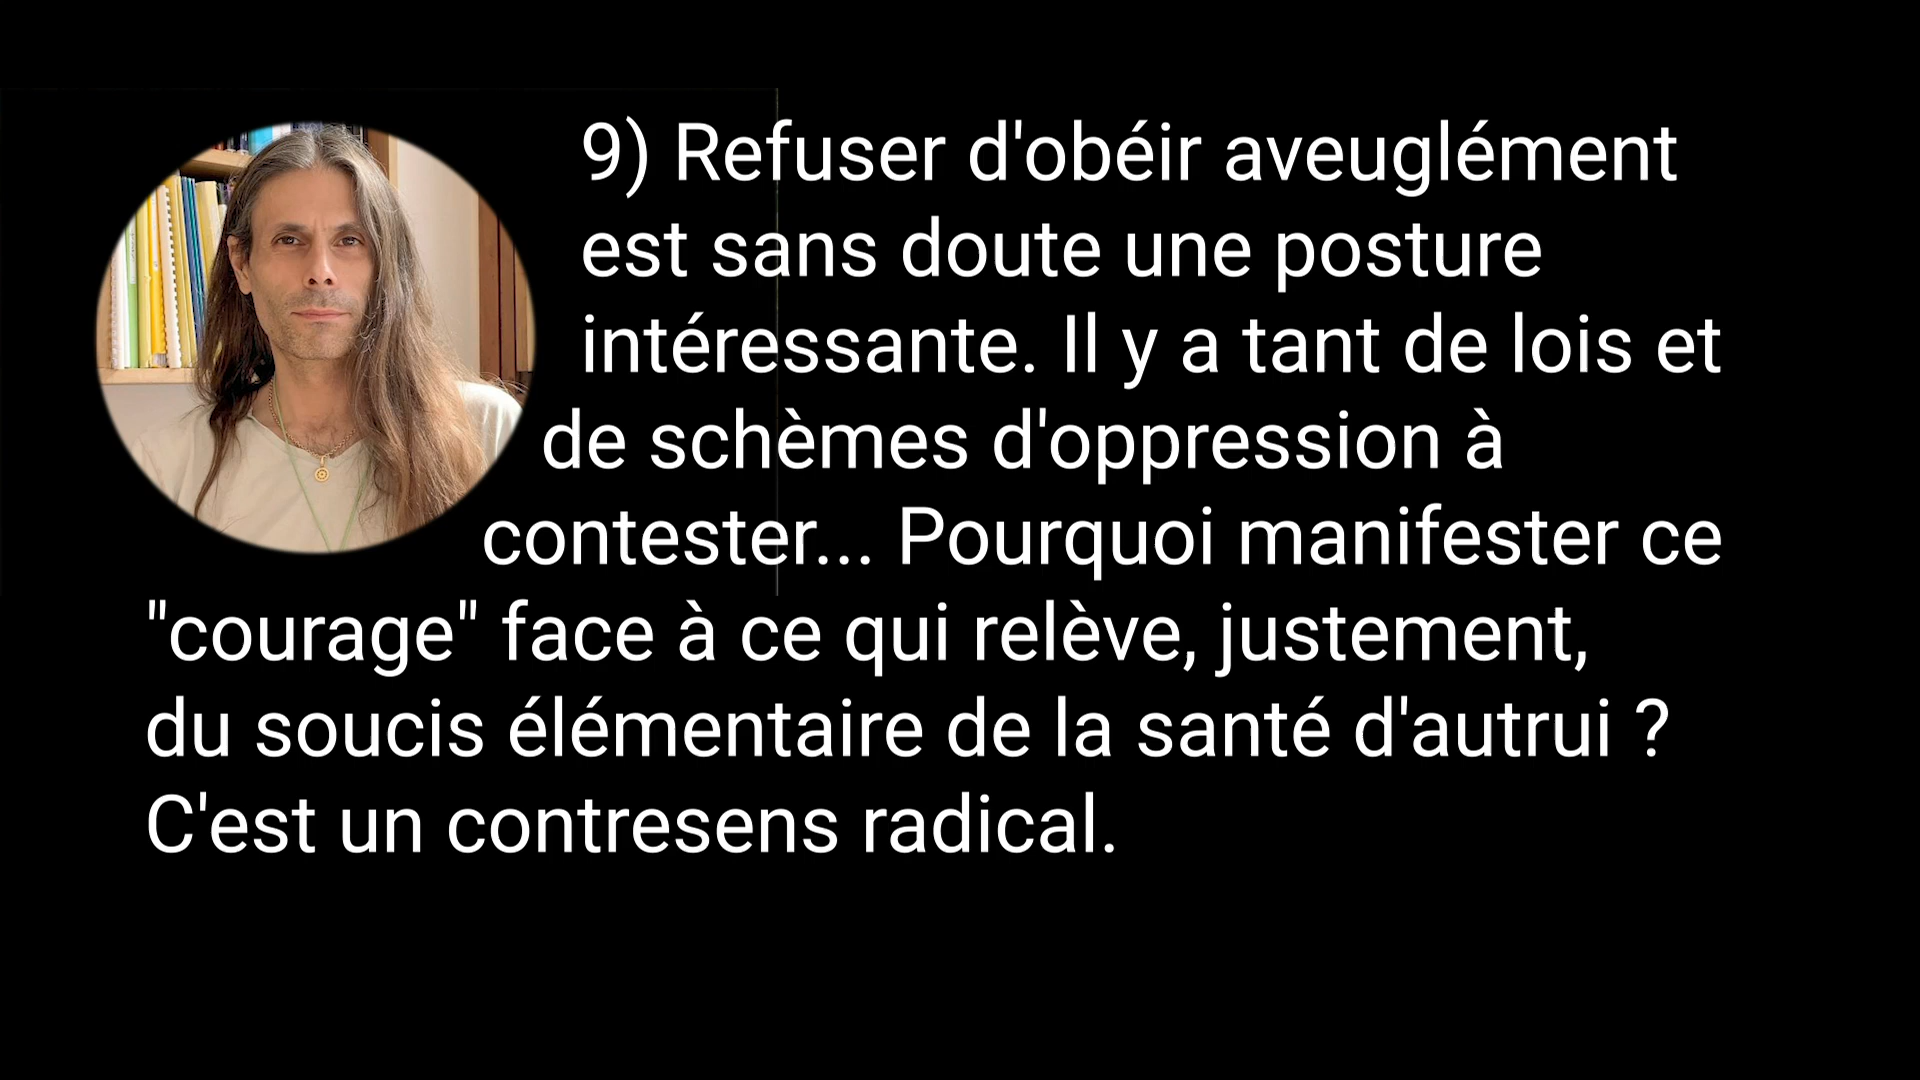 9) Refuser d'obéir aveuglément
est sans doute une posture
intéressante. Il y a tant de lois et
de schèmes d'oppression à
contester... Pourquoi manifester ce
"courage" face à ce qui relève, justement,
du soucis élémentaire de la santé d'autrui ?
C'est un contresens radical.